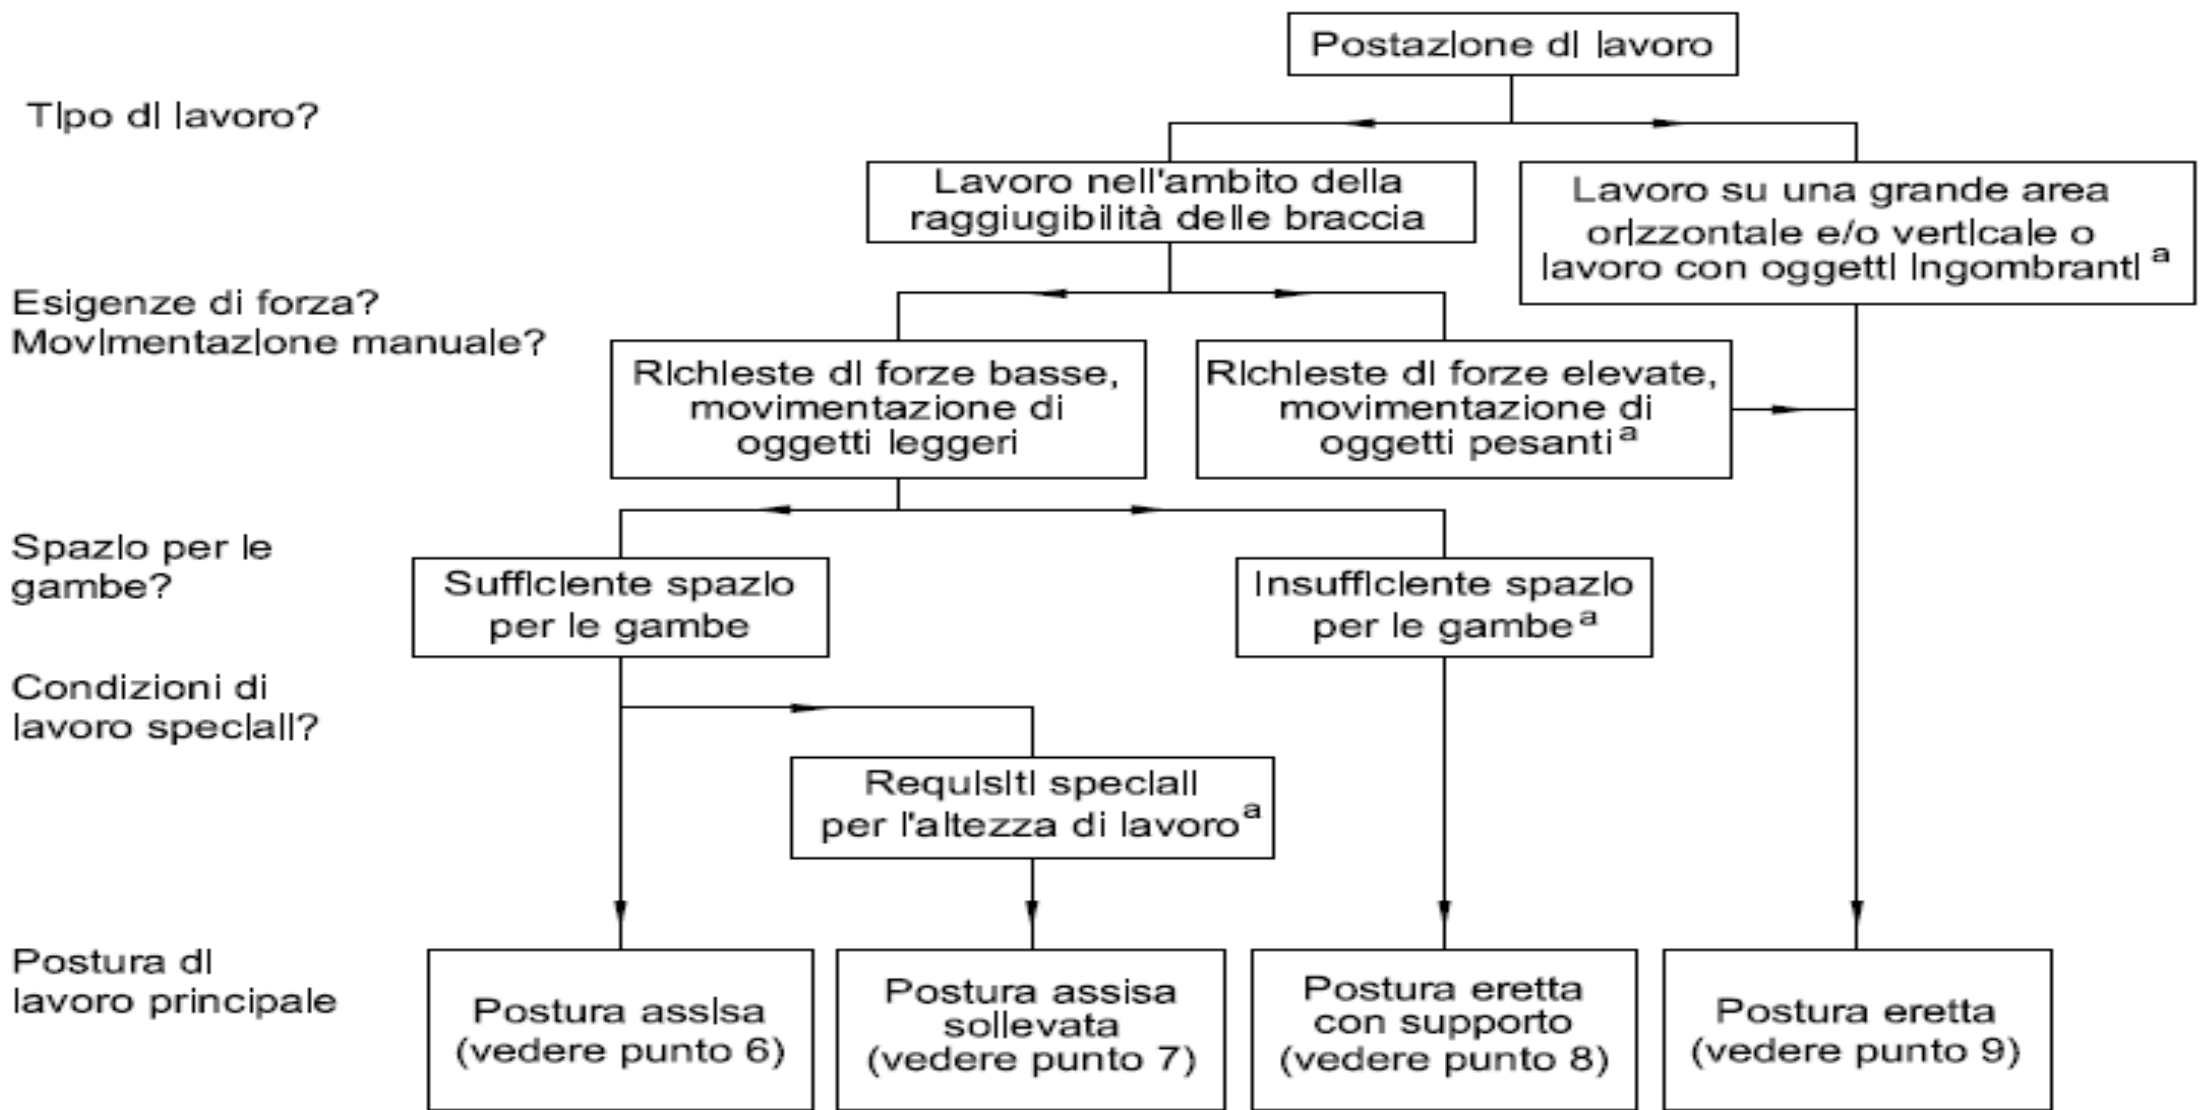 Postazione di lavoro
Tipo di lavoro?
Lavoro nell'ambito della
raggiugibilità delle braccia
Lavoro su una grande area
orizzontale e/o verticale o
lavoro con oggetti ingombranti a
Esigenze di forza?
Movimentazione manuale?
Richieste di forze basse,
movimentazione di
oggetti leggeri
Richieste di forze elevate,
movimentazione di
oggetti pesanti a
Spazio per le
gambe?
Sufficiente spazio
per le gambe
Insufficiente spazio
per le gambe a
Condizioni di
lavoro speciali?
Requisiti speciali
per l'altezza di lavoro a
Postura di
lavoro principale
Postura assisa
(vedere punto 6)
Postura assisa
sollevata
(vedere punto 7)
Postura eretta
con supporto
(vedere punto 8)
Postura eretta
(vedere punto 9)